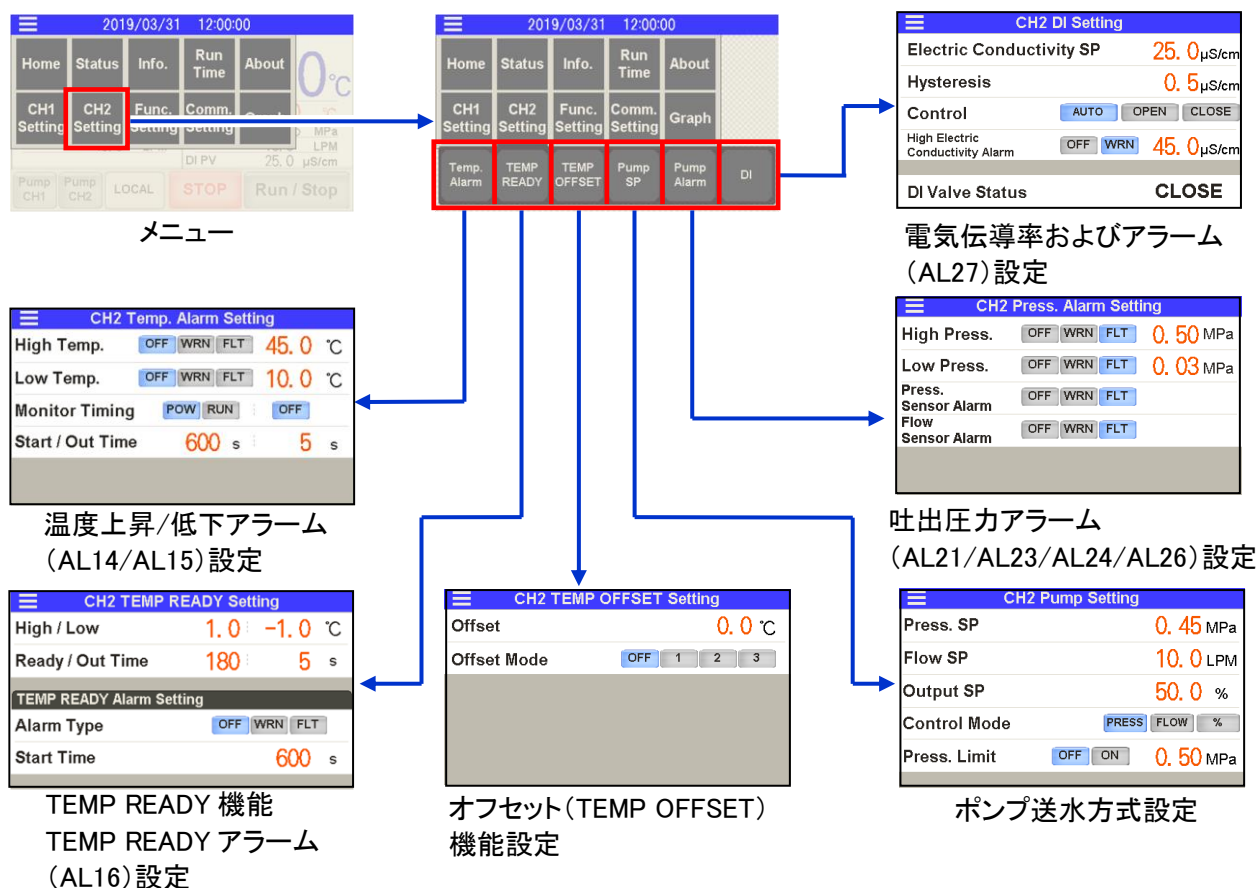 2019/03/31 12:00:00
Home Status Info. Run Time About
CH1 Setting CH2 Setting Func. Setting Comm. Setting
0 ℃
MPa
LPM
DI PV 25. 0 μS/cm
Pump CH1 Pump CH2 LOCAL STOP Run / Stop
メニュー
2019/03/31 12:00:00
Home Status Info. Run Time About
CH1 Setting CH2 Setting Func. Setting Comm. Setting Graph
Temp. Alarm TEMP READY TEMP OFFSET Pump SP Pump Alarm DI
CH2 DI Setting
Electric Conductivity SP 25. 0 μS/cm
Hysteresis 0. 5 μS/cm
Control AUTO OPEN CLOSE
High Electric
Conductivity Alarm OFF WRN 45. 0 μS/cm
DI Valve Status CLOSE
電気伝導率およびアラーム
(AL27)設定
CH2 Temp. Alarm Setting
High Temp. OFF WRN FLT 45. 0 ℃
Low Temp. OFF WRN FLT 10. 0 ℃
Monitor Timing POW RUN OFF
Start / Out Time 600 s 5 s
温度上昇/低下アラーム
(AL14/AL15)設定
CH2 Press. Alarm Setting
High Press. OFF WRN FLT 0. 50 MPa
Low Press. OFF WRN FLT 0. 03 MPa
Press.
Sensor Alarm OFF WRN FLT
Flow
Sensor Alarm OFF WRN FLT
吐出圧力アラーム
(AL21/AL23/AL24/AL26)設定
CH2 TEMP READY Setting
High / Low 1. 0 -1. 0 ℃
Ready / Out Time 180 5 s
TEMP READY Alarm Setting
Alarm Type OFF WRN FLT
Start Time 600 s
TEMP READY 機能
TEMP READY アラーム
(AL16)設定
CH2 TEMP OFFSET Setting
Offset 0. 0 ℃
Offset Mode OFF 1 2 3
オフセット(TEMP OFFSET)
機能設定
CH2 Pump Setting
Press. SP 0. 45 MPa
Flow SP 10. 0 LPM
Output SP 50. 0 %
Control Mode PRESS FLOW %
Press. Limit OFF ON 0. 50 MPa
ポンプ送水方式設定